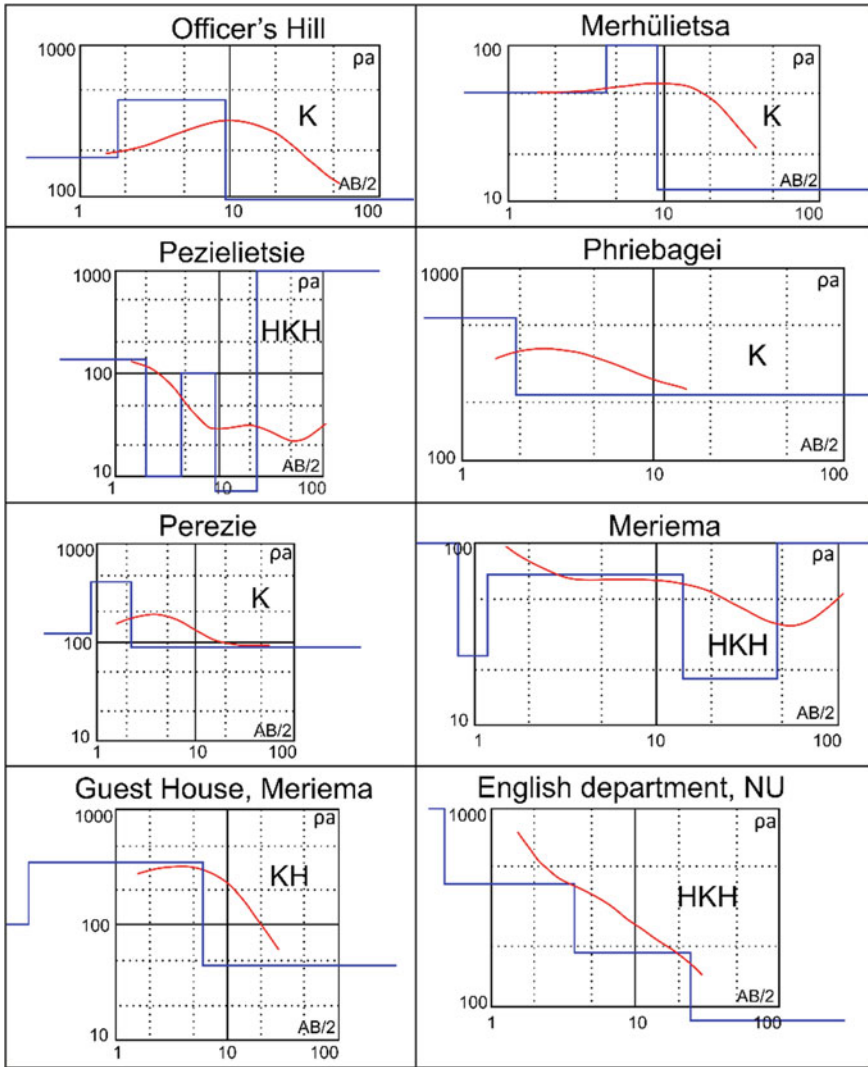 Officer's Hill
1000
ρa
K
100
AB/2
1
10
100
Merhülietsa
100
ρa
K
10
AB/2
1
10
100
Pezielietsie
1000
ρa
HKH
100
10
AB/2
1
10
100
Phriebagei
1000
ρa
K
100
AB/2
1
10
100
Perezie
1000
ρa
K
100
10
AB/2
1
10
100
Meriema
100
ρa
HKH
10
AB/2
1
10
100
Guest House, Meriema
1000
ρa
KH
100
10
AB/2
1
10
100
English department, NU
1000
ρa
HKH
100
AB/2
1
10
100